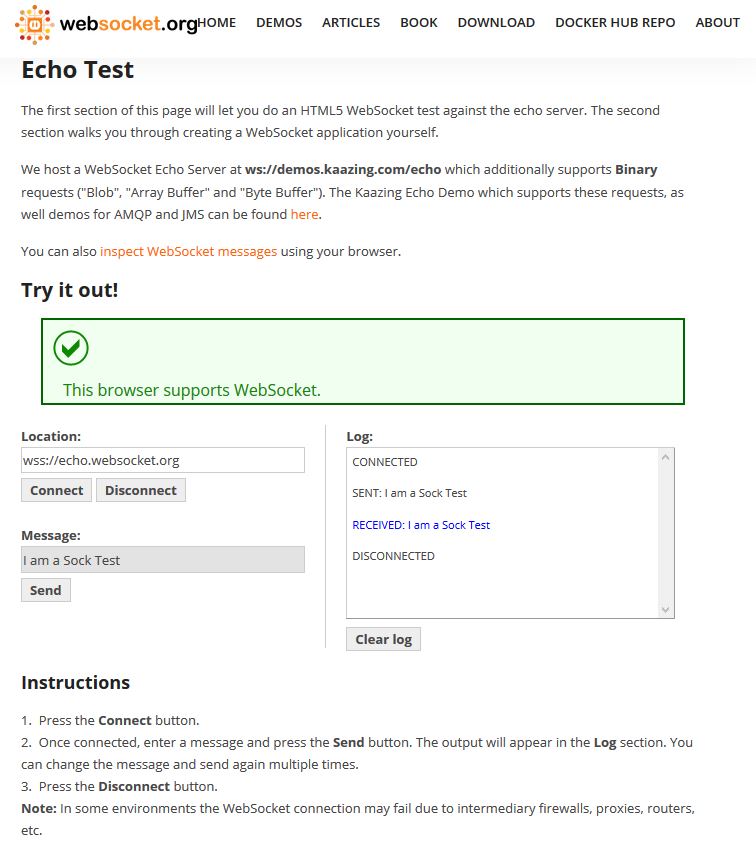 websocket.org HOME DEMOS ARTICLES BOOK DOWNLOAD DOCKER HUB REPO ABOUT
Echo Test
The first section of this page will let you do an HTML5 WebSocket test against the echo server. The second
section walks you through creating a WebSocket application yourself.
We host a WebSocket Echo Server at ws://demos.kaazing.com/echo which additionally supports Binary
requests ("Blob", "Array Buffer" and "Byte Buffer"). The Kaazing Echo Demo which supports these requests, as
well demos for AMQP and JMS can be found here.
You can also inspect WebSocket messages using your browser.
Try it out!
This browser supports WebSocket.
Location:
wss://echo.websocket.org
Connect Disconnect
Message:
I am a Sock Test
Send
Log:
CONNECTED
SENT: I am a Sock Test
RECEIVED: I am a Sock Test
DISCONNECTED
Clear log
Instructions
1. Press the Connect button.
2. Once connected, enter a message and press the Send button. The output will appear in the Log section. You
can change the message and send again multiple times.
3. Press the Disconnect button.
Note: In some environments the WebSocket connection may fail due to intermediary firewalls, proxies, routers,
etc.